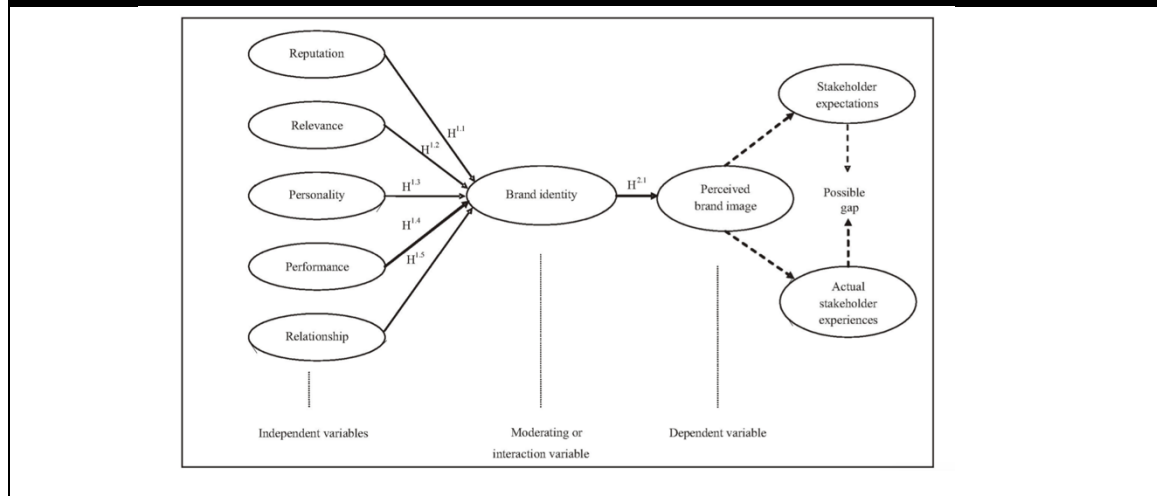 Reputation
Relevance
Personality
Performance
Relationship
H1.1
H1.2
H1.3
H1.4
H1.5
Brand identity
H2.1
Perceived
brand image
Stakeholder
expectations
Possible
gap
Actual
stakeholder
experiences
Independent variables
Moderating or
interaction variable
Dependent variable